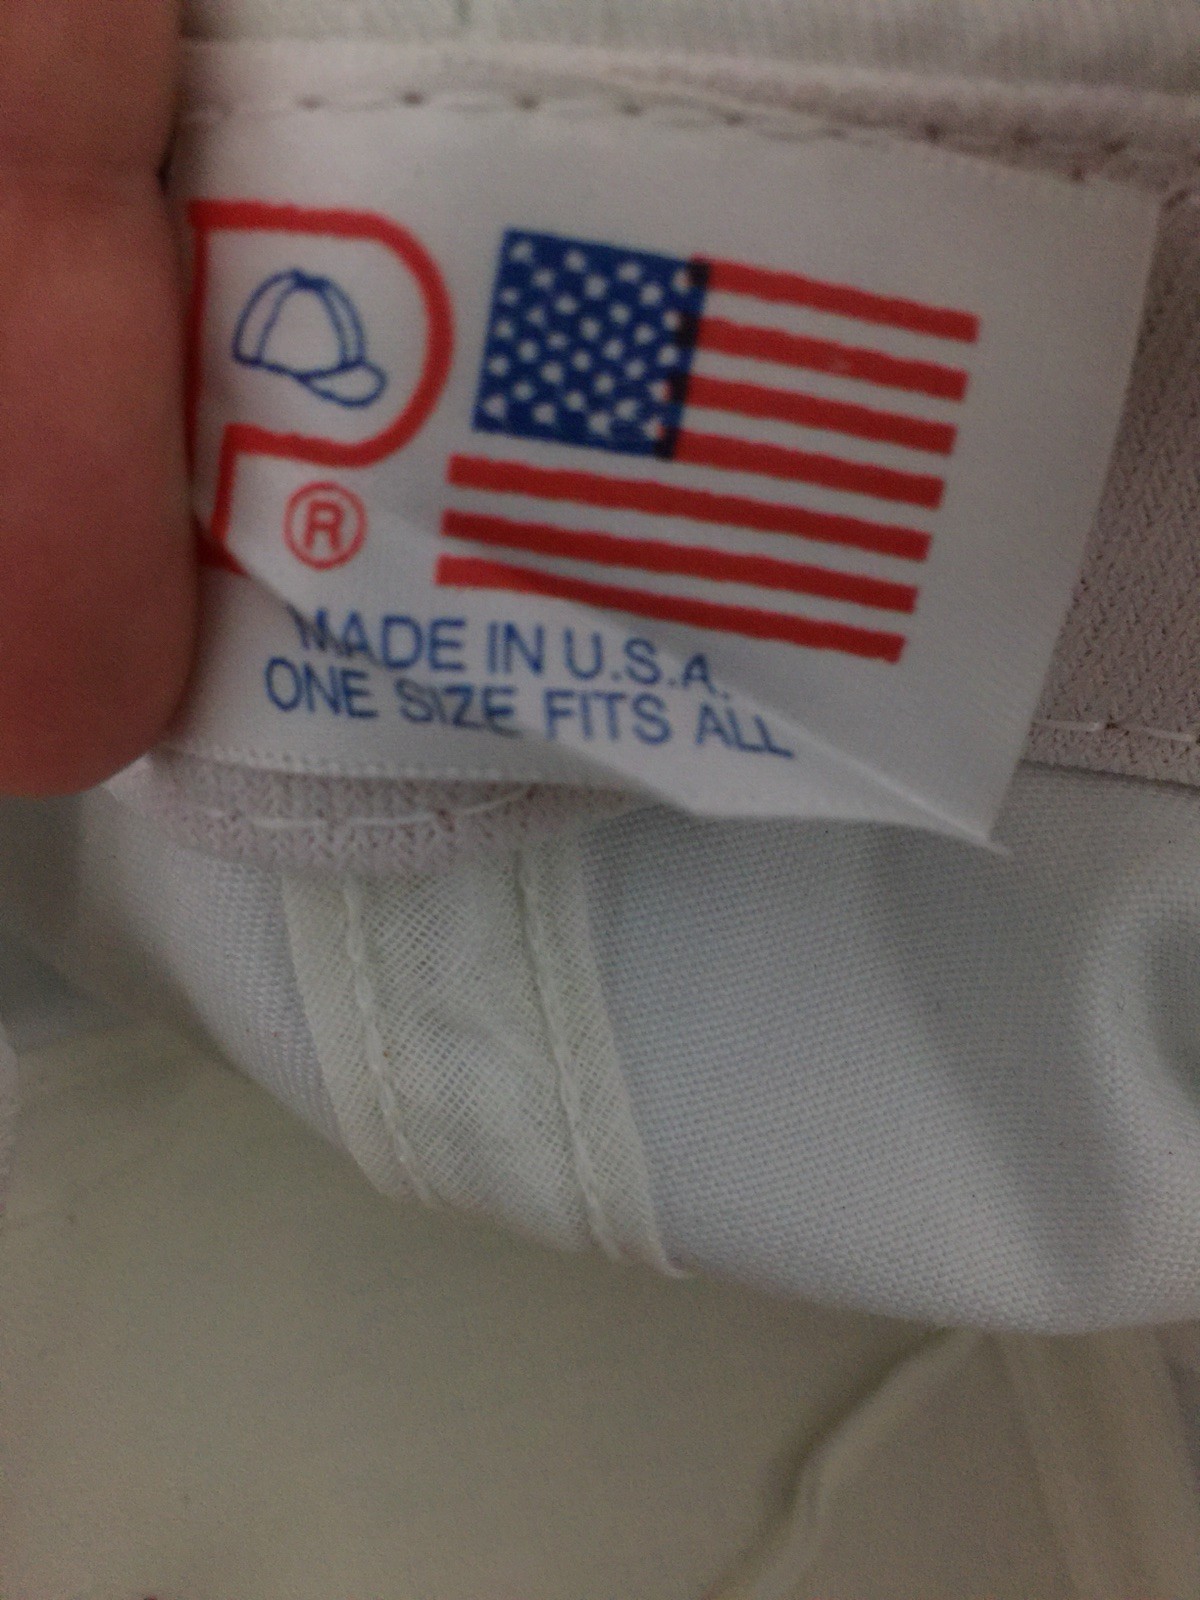 P
®
MADE IN U.S.A.
ONE SIZE FITS ALL